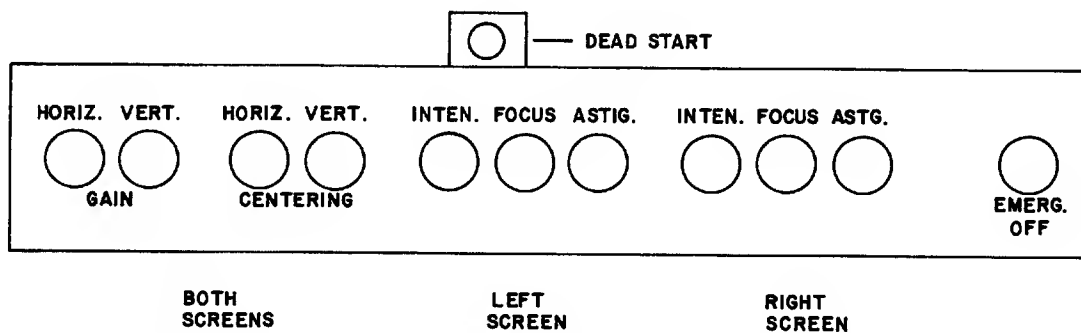 DEAD START
HORIZ. VERT. HORIZ. VERT. INTEN. FOCUS ASTIG. INTEN. FOCUS ASTG.
GAIN CENTERING EMERG.
OFF
BOTH LEFT RIGHT
SCREENS SCREEN SCREEN